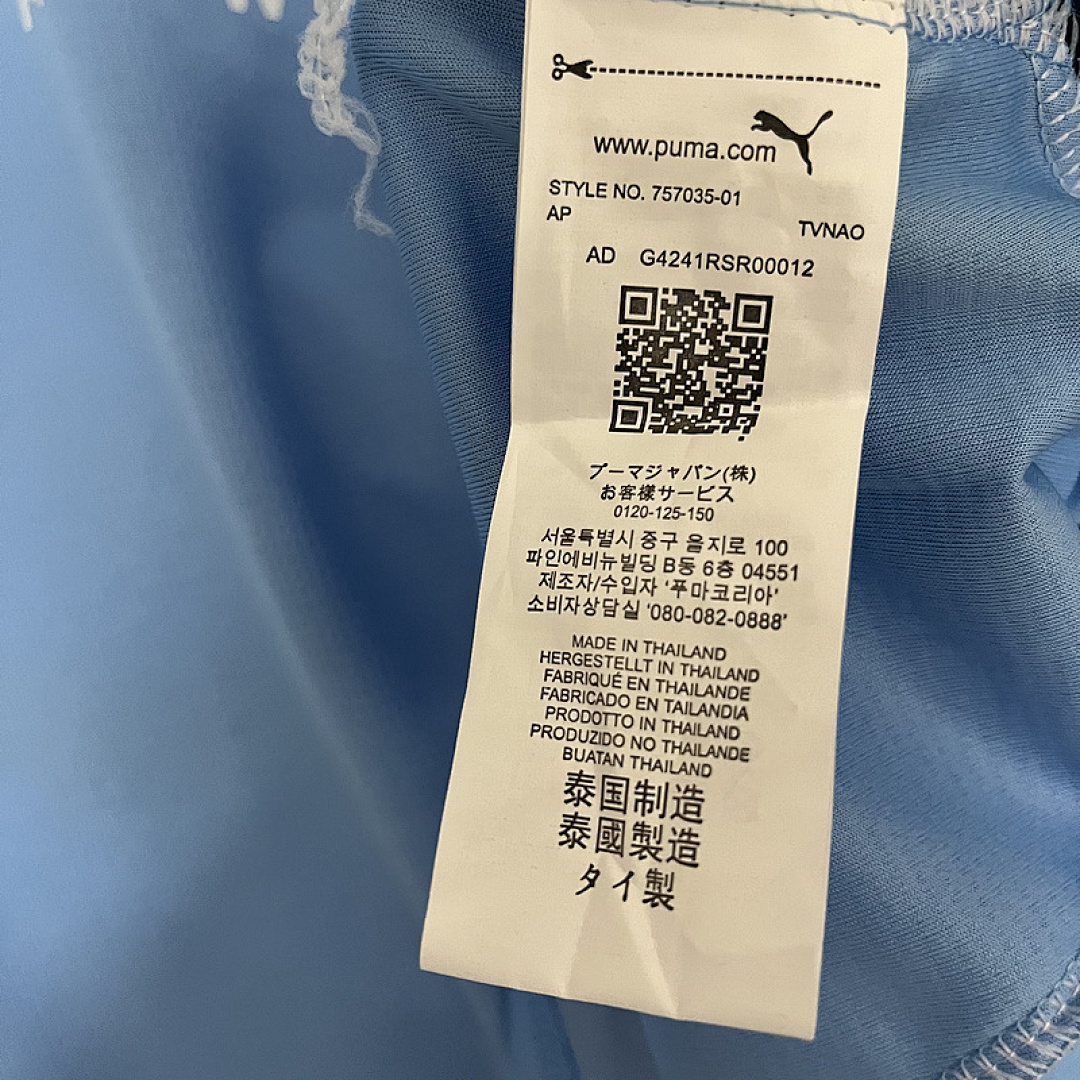 www.puma.com
STYLE NO. 757035-01
AP
TVNAO
AD G4241RSR00012
プーマジャパン(株)
お客様サービス
0120-125-150
서울특별시 중구 을지로 100
파인에비뉴빌딩 B동 6층 04551
제조자/수입자 '푸마코리아'
소비자상담실 '080-082-0888'
MADE IN THAILAND
HERGESTELLT IN THAILAND
FABRIQUÉ EN THAILANDE
FABRICADO EN TAILANDIA
PRODOTTO IN THAILAND
PRODUZIDO NO THAILANDE
BUATAN THAILAND
泰国制造
泰國製造
タイ製